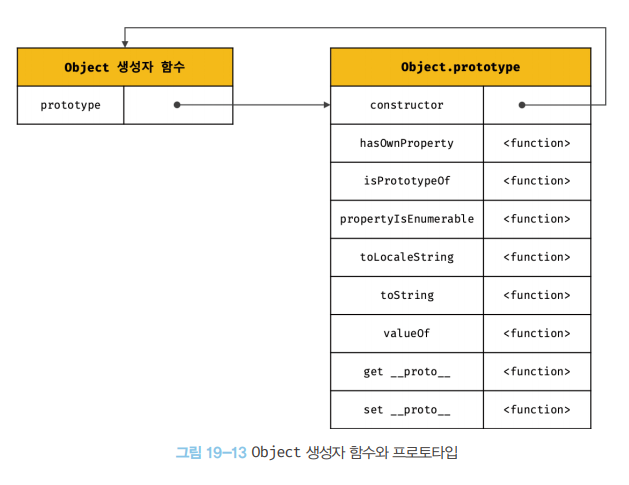 Object 생성자 함수
prototype
Object.prototype
constructor
hasOwnProperty <function>
isPrototypeOf <function>
propertyIsEnumerable <function>
toLocaleString <function>
toString <function>
valueOf <function>
get __proto__ <function>
set __proto__ <function>
그림 19-13 Object 생성자 함수와 프로토타입